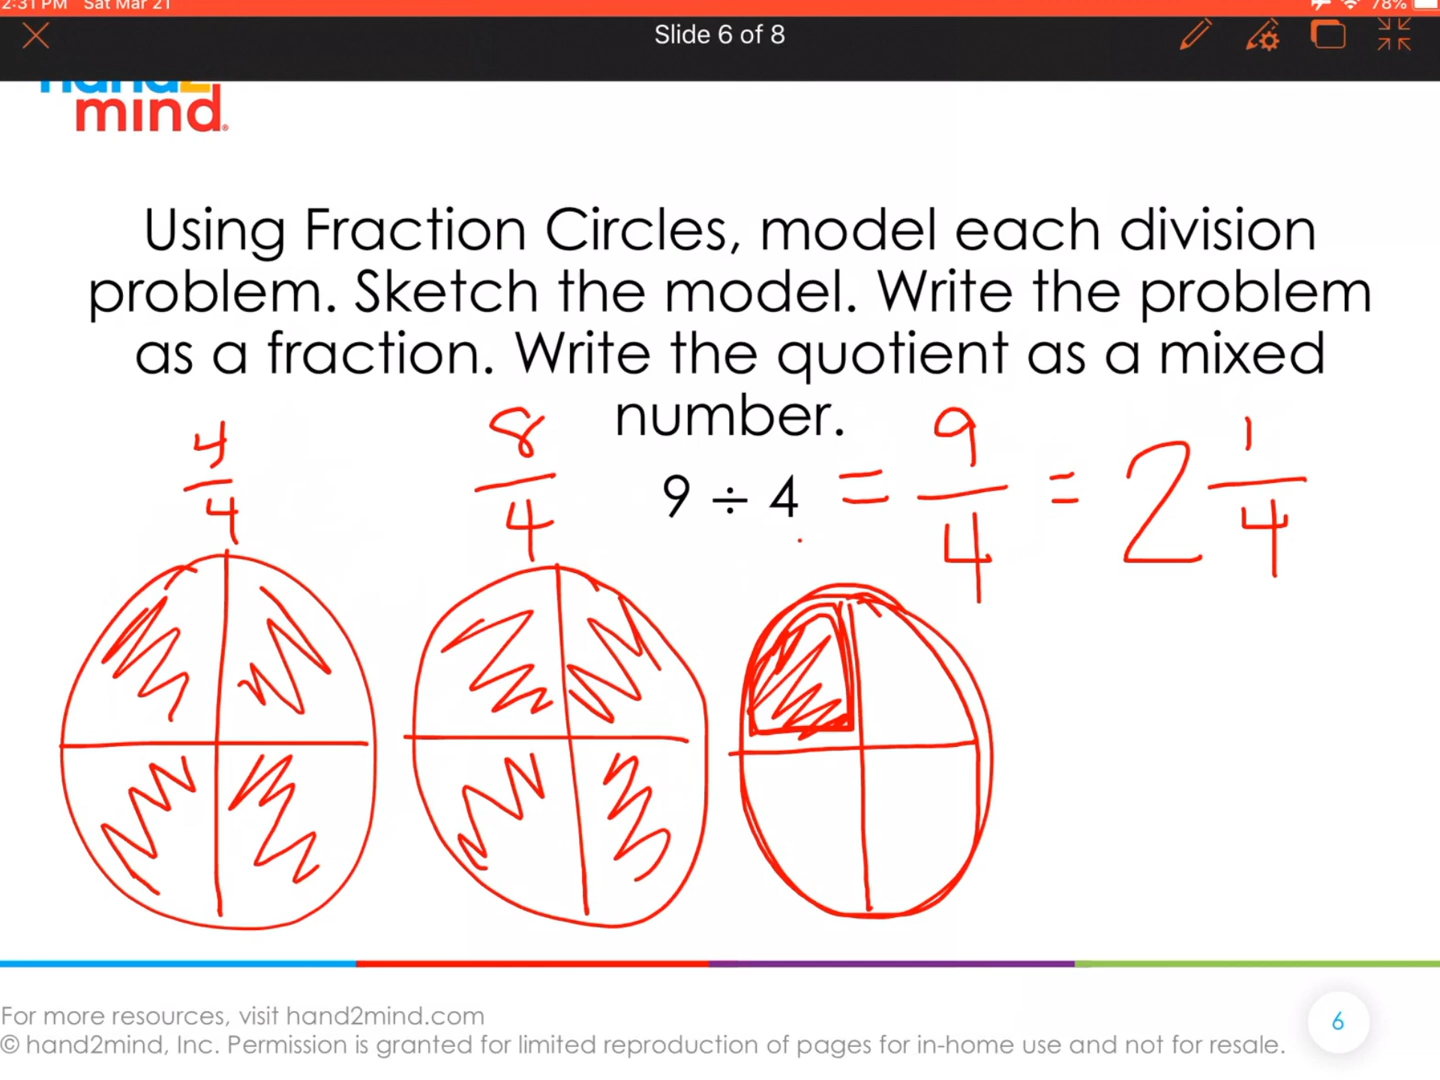 2:31 PM Sat Mar 21 78%
Slide 6 of 8
hand2
mind
Using Fraction Circles, model each division
problem. Sketch the model. Write the problem
as a fraction. Write the quotient as a mixed
number.
4/4 8/4
9 ÷ 4 = 9/4 = 2 1/4
For more resources, visit hand2mind.com
© hand2mind, Inc. Permission is granted for limited reproduction of pages for in-home use and not for resale.
6